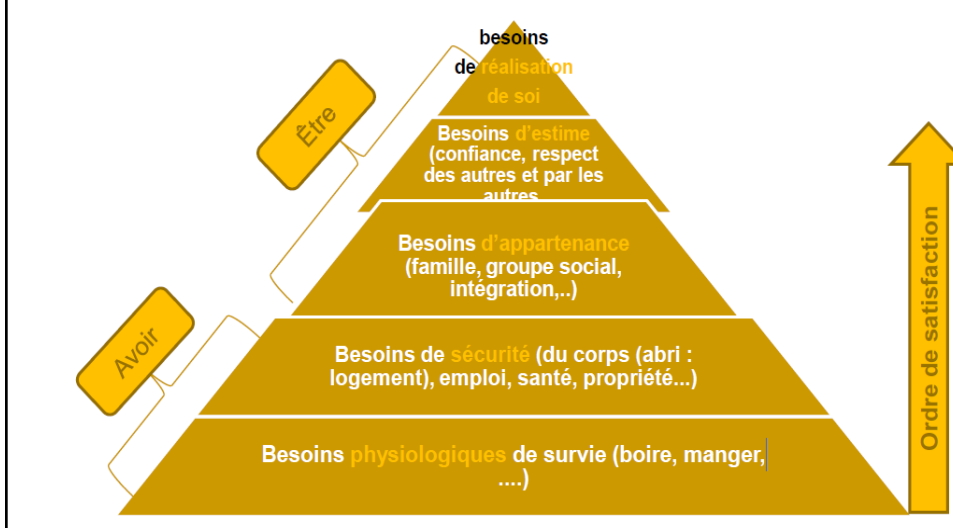 besoins
de réalisation
de soi
Être
Besoins d'estime
(confiance, respect
des autres et par les
autres
Besoins d'appartenance
(famille, groupe social,
intégration,..)
Avoir
Besoins de sécurité (du corps (abri :
logement), emploi, santé, propriété...)
Besoins physiologiques de survie (boire, manger,
....)
Ordre de satisfaction